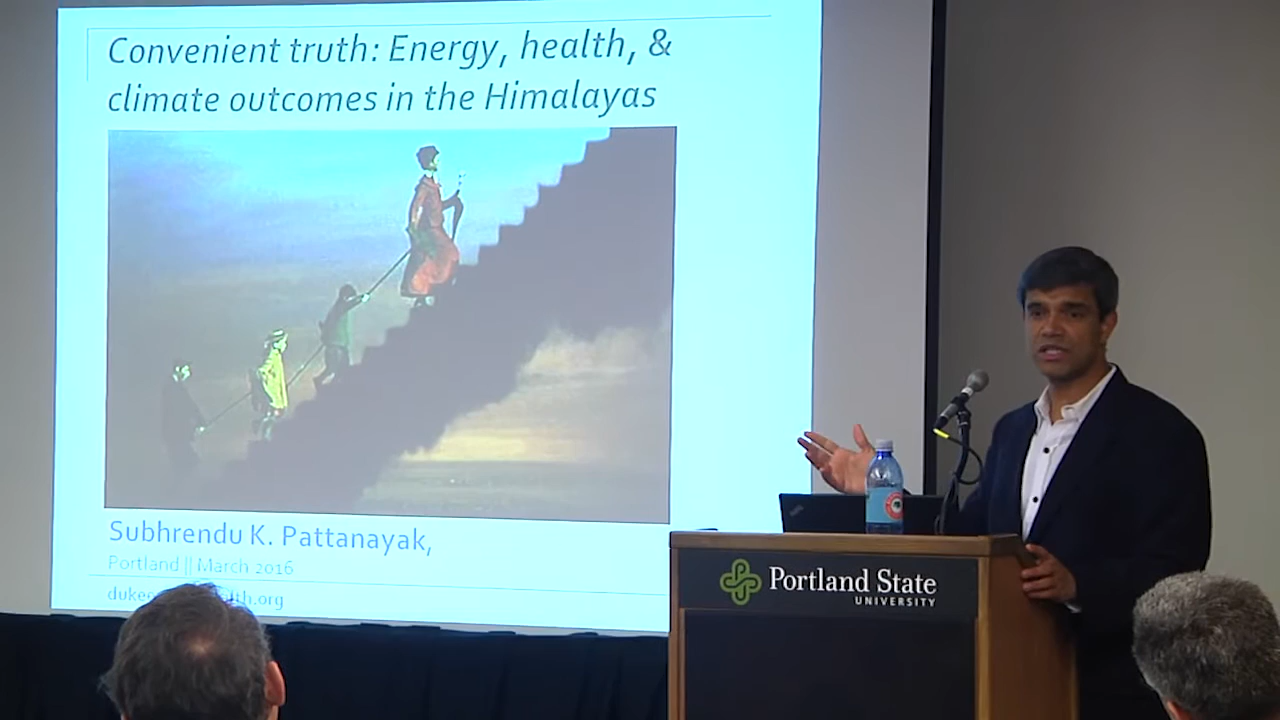 Convenient truth: Energy, health, &
climate outcomes in the Himalayas
Subhrendu K. Pattanayak,
Portland || March 2016
Portland State
UNIVERSITY